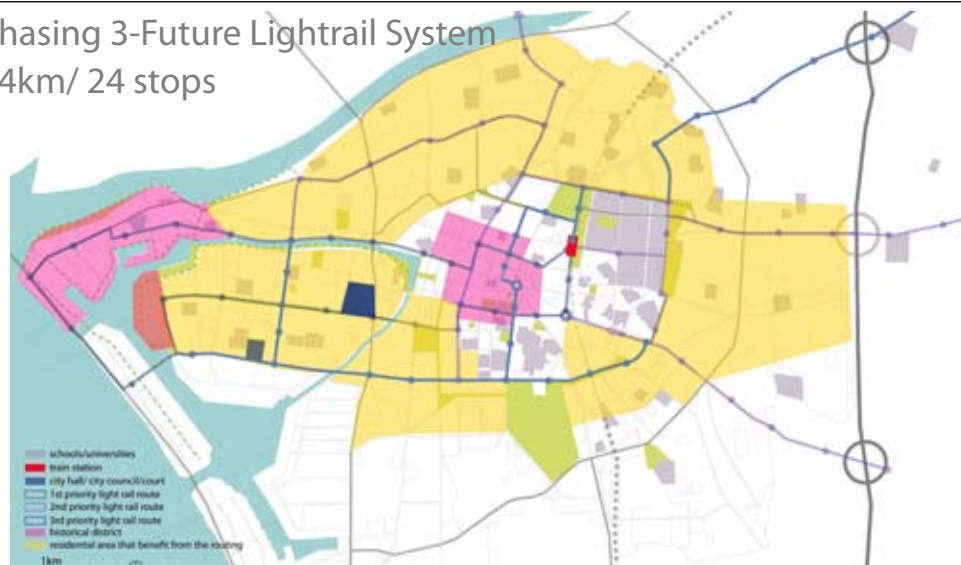 hasing 3-Future Lightrail System
4km/ 24 stops
schools/universities
train station
city hall/ city council/court
1st priority light rail route
2nd priority light rail route
3rd priority light rail route
historical district
residential area that benefit from the routing
1km